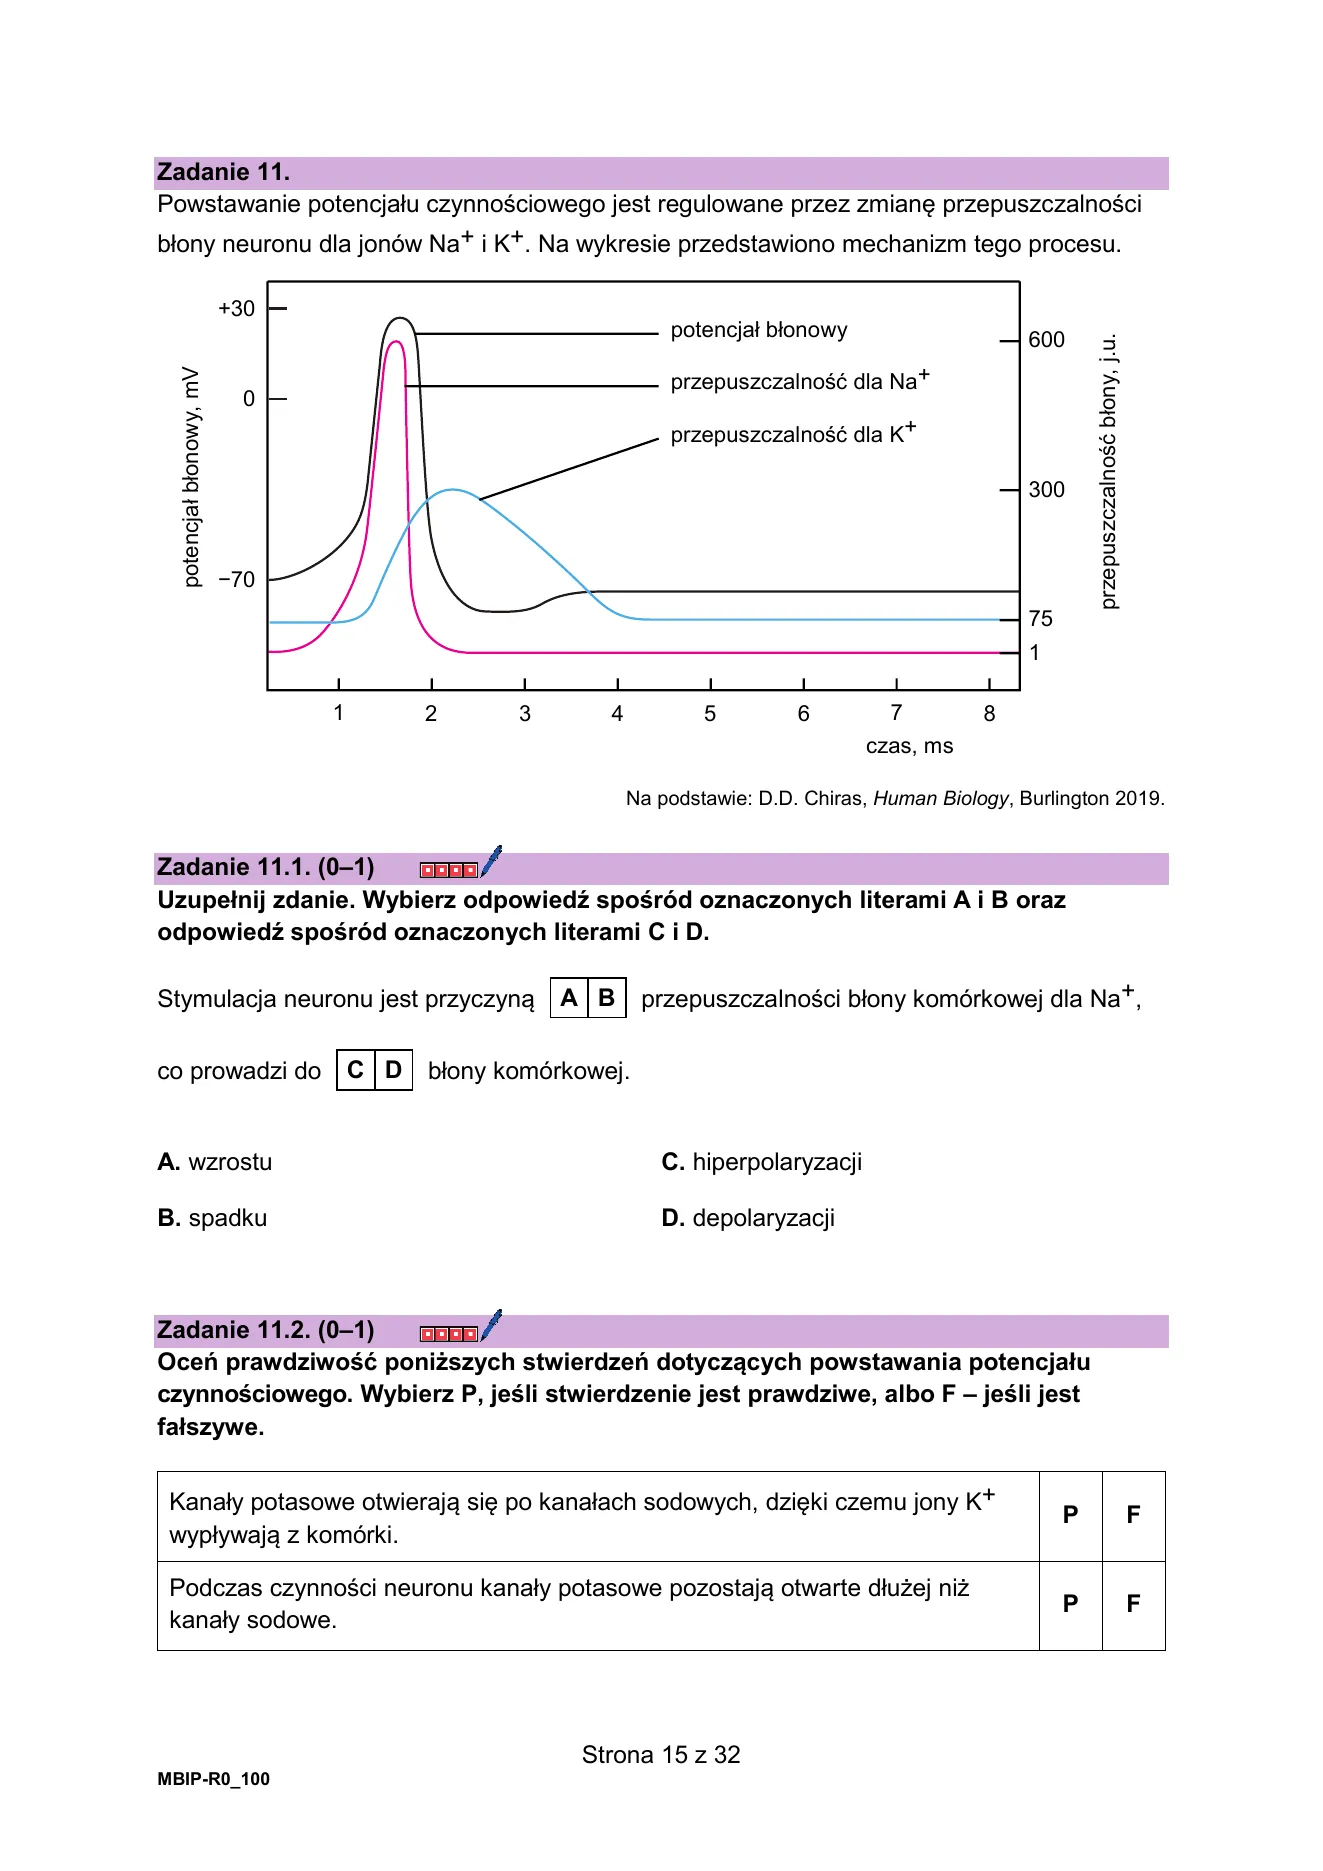 Zadanie 11.
Powstawanie potencjału czynnościowego jest regulowane przez zmianę przepuszczalności
błony neuronu dla jonów Na+ i K+. Na wykresie przedstawiono mechanizm tego procesu.
+30
0
−70
potencjał błonowy, mV
potencjał błonowy
przepuszczalność dla Na+
przepuszczalność dla K+
600
300
75
1
przepuszczalność błony, j.u.
1 2 3 4 5 6 7 8
czas, ms
Na podstawie: D.D. Chiras, Human Biology, Burlington 2019.
Zadanie 11.1. (0–1)
Uzupełnij zdanie. Wybierz odpowiedź spośród oznaczonych literami A i B oraz
odpowiedź spośród oznaczonych literami C i D.
Stymulacja neuronu jest przyczyną A B przepuszczalności błony komórkowej dla Na+,
co prowadzi do C D błony komórkowej.
A. wzrostu C. hiperpolaryzacji
B. spadku D. depolaryzacji
Zadanie 11.2. (0–1)
Oceń prawdziwość poniższych stwierdzeń dotyczących powstawania potencjału
czynnościowego. Wybierz P, jeśli stwierdzenie jest prawdziwe, albo F – jeśli jest
fałszywe.
Kanały potasowe otwierają się po kanałach sodowych, dzięki czemu jony K+
wypływają z komórki.
P F
Podczas czynności neuronu kanały potasowe pozostają otwarte dłużej niż
kanały sodowe.
P F
Strona 15 z 32
MBIP-R0_100